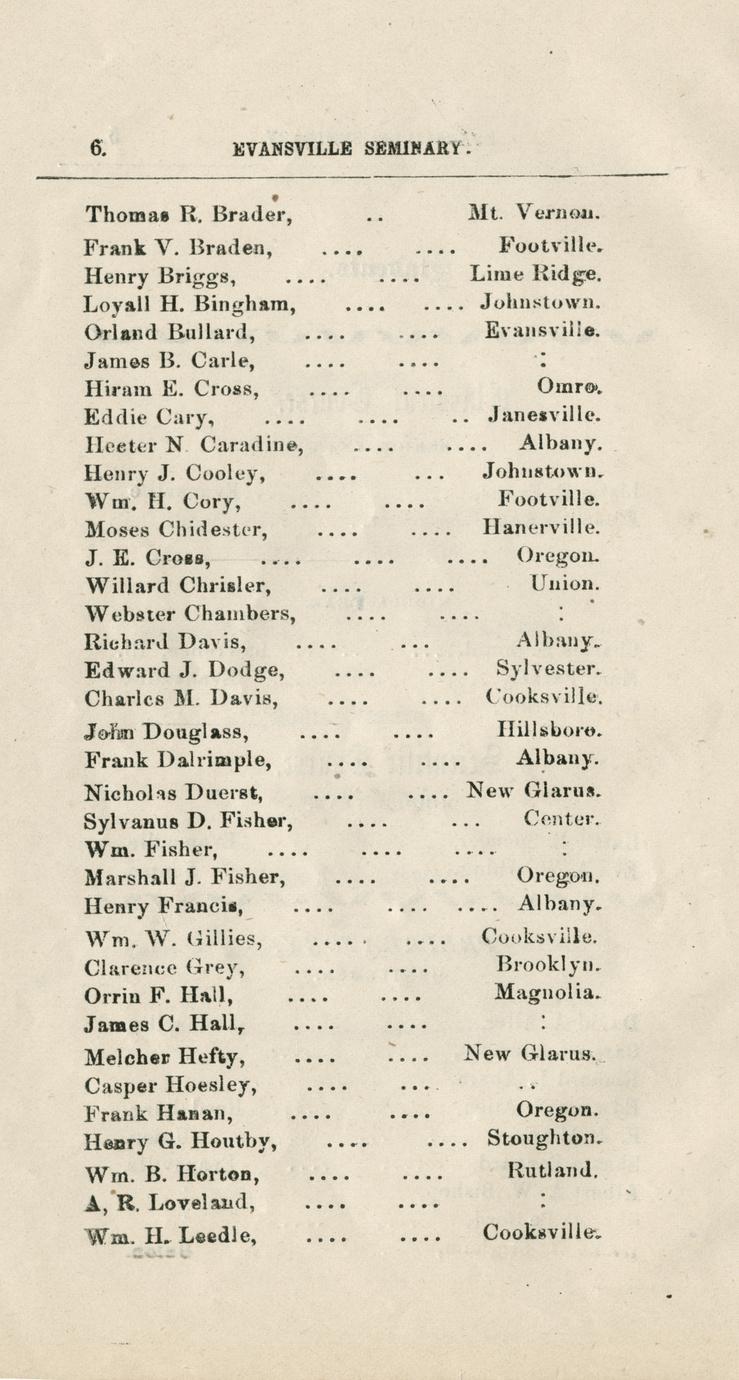 6. EVANSVILLE SEMINARY.
Thomas R. Brader, .. Mt. Vernon.
Frank V. Braden, .... .... Footville.
Henry Briggs, .... .... Lime Ridge.
Loyall H. Bingham, .... .... Johnstown.
Orland Bullard, .... .... Evansville.
James B. Carle, .... .... :
Hiram E. Cross, .... .... Omro.
Eddie Cary, .... .... .. Janesville.
Heeter N. Caradine, .... .... Albany.
Henry J. Cooley, .... ... Johnstown.
Wm. H. Cory, .... .... Footville.
Moses Chidester, .... .... Hanerville.
J. E. Cross, .... .... .... Oregon.
Willard Chrisler, .... .... Union.
Webster Chambers, .... .... :
Richard Davis, .... ... Albany.
Edward J. Dodge, .... .... Sylvester.
Charles M. Davis, .... .... Cooksville.
John Douglass, .... .... Hillsboro.
Frank Dalrimple, .... .... Albany.
Nicholas Duerst, .... .... New Glarus.
Sylvanus D. Fisher, .... ... Center.
Wm. Fisher, .... .... .... :
Marshall J. Fisher, .... .... Oregon.
Henry Francis, .... .... .... Albany.
Wm. W. Gillies, ..... .... Cooksville.
Clarence Grey, .... .... Brooklyn.
Orrin F. Hall, .... .... Magnolia.
James C. Hall, .... .... :
Melcher Hefty, .... .... New Glarus.
Casper Hoesley, .... ... ..
Frank Hanan, .... .... Oregon.
Henry G. Houtby, .... .... Stoughton.
Wm. B. Horton, .... .... Rutland.
A, R. Loveland, .... .... :
Wm. H. Leedle, .... .... Cooksville.